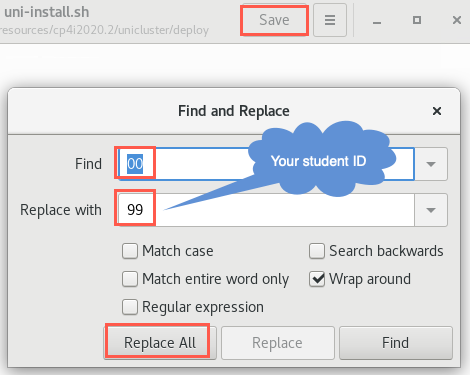 uni-install.sh
resources/cp4i2020.2/unicluster/deploy
Save
Find and Replace
Find 00
Your student ID
Replace with 99
Match case
Search backwards
Match entire word only
Wrap around
Regular expression
Replace All
Replace
Find